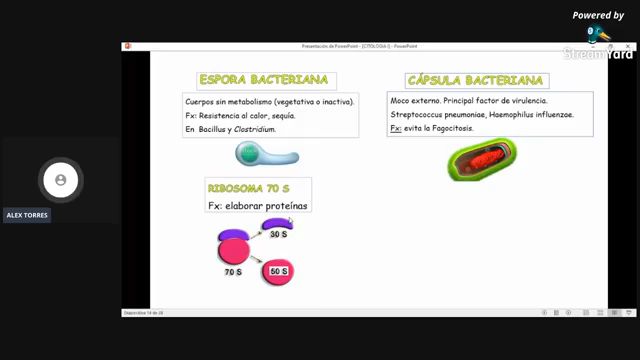 Powered by
StreamYard
Presentación de PowerPoint - [CITOLOGIA I] - PowerPoint
ESPORA BACTERIANA
Cuerpos sin metabolismo (vegetativa o inactiva).
Fx: Resistencia al calor, sequía.
En Bacillus y Clostridium.
CÁPSULA BACTERIANA
Moco externo. Principal factor de virulencia.
Streptococcus pneumoniae, Haemophilus influenzae.
Fx: evita la Fagocitosis.
RIBOSOMA 70 S
Fx: elaborar proteínas
30 S
70 S
50 S
ALEX TORRES